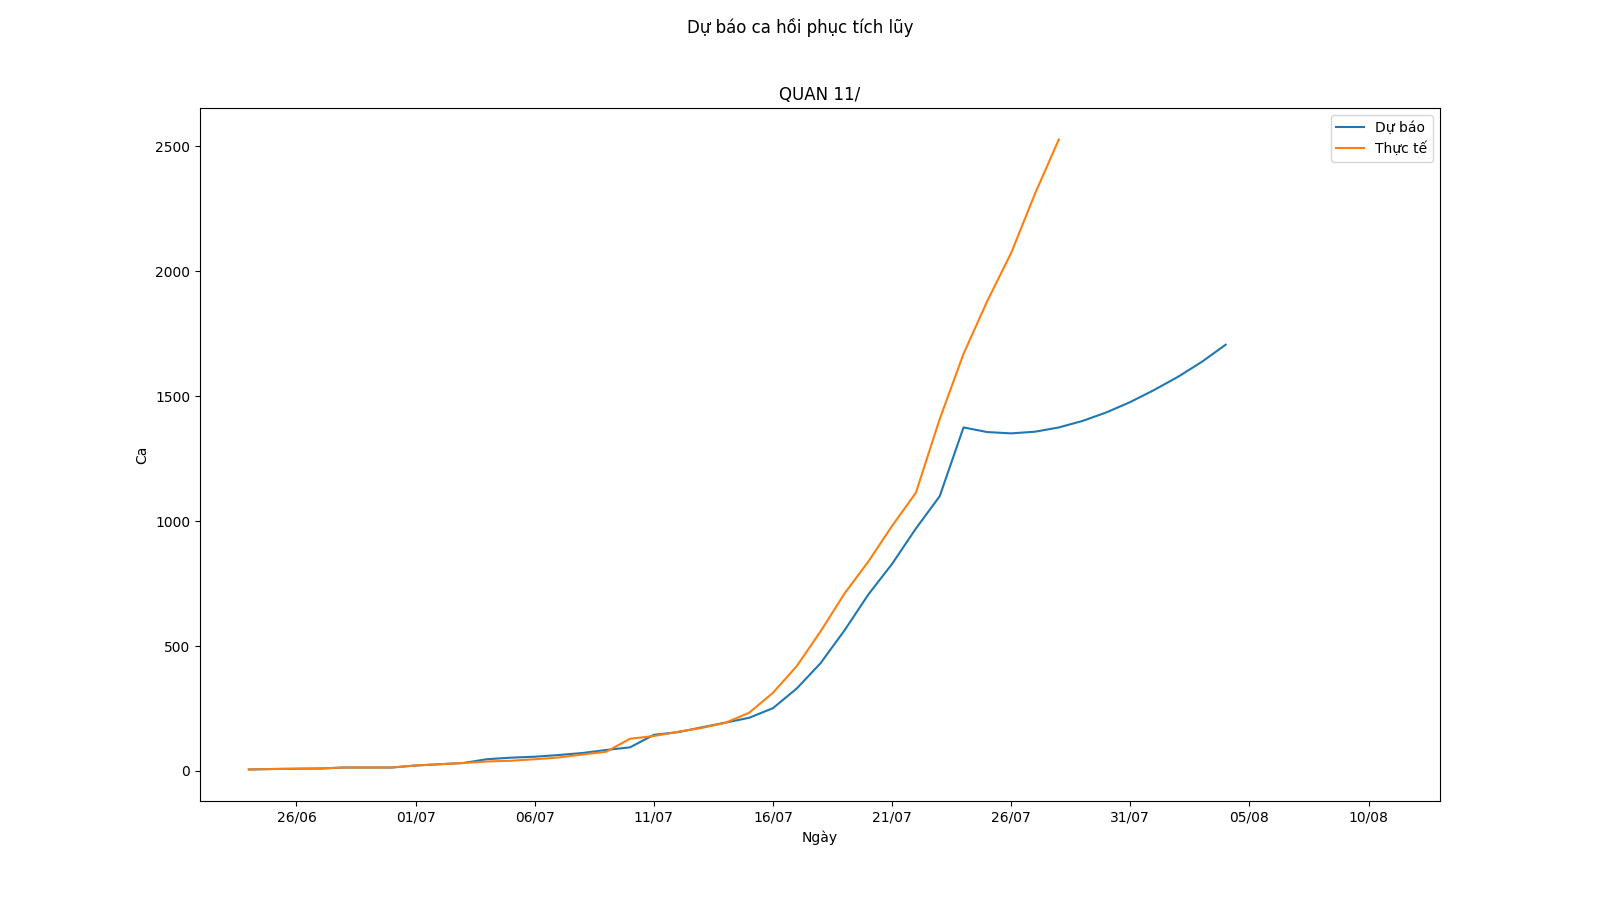 Dự báo ca hồi phục tích lũy
QUAN 11/
Dự báo
Thực tế
2500
2000
1500
1000
500
0
Ca
26/06
01/07
06/07
11/07
16/07
21/07
26/07
31/07
05/08
10/08
Ngày